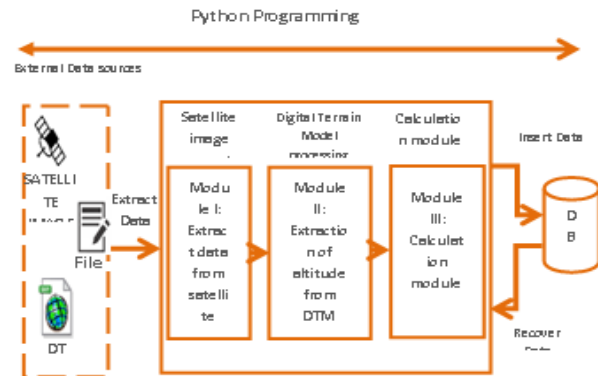 Python Programming
External Data sources
Satellite
image
Digital Terrain
Model
processing
Calculatio
n module
Insert Data
SATELLI
TE
Extract
Data
File
DT
Modu
le I:
Extrac
t data
from
satelli
te
Module
II:
Extractio
n of
altitude
from
DTM
Module
III:
Calculat
ion
module
D
B
Recover
Data